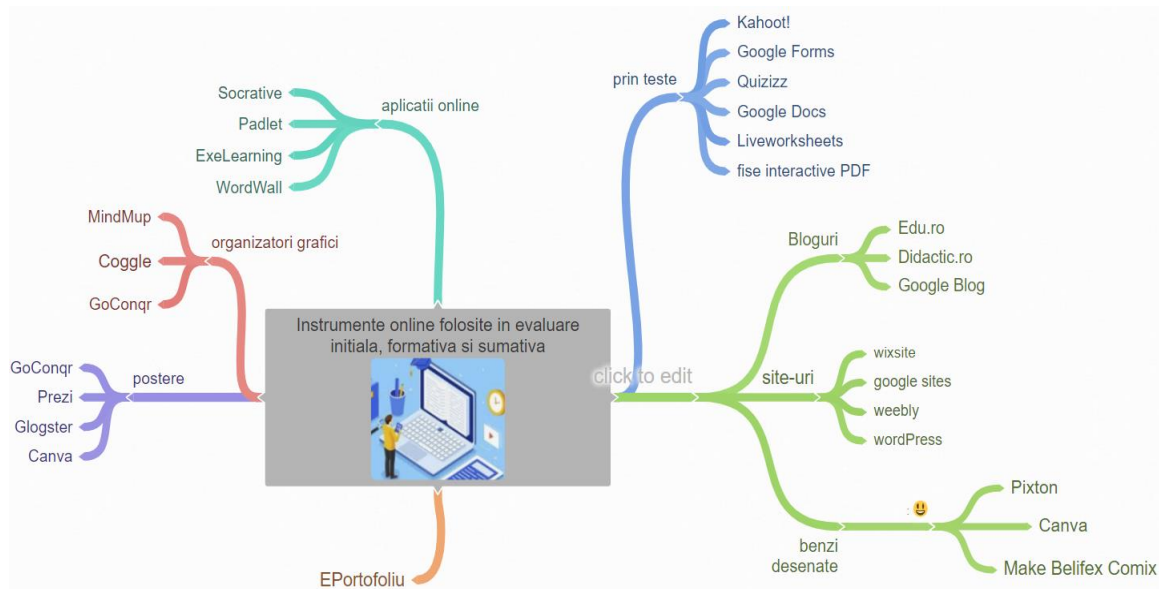 Instrumente online folosite in evaluare
initiala, formativa si sumativa
click to edit
aplicatii online
Socrative
Padlet
ExeLearning
WordWall
organizatori grafici
MindMup
Coggle
GoConqr
postere
GoConqr
Prezi
Glogster
Canva
EPortofoliu
prin teste
Kahoot!
Google Forms
Quizizz
Google Docs
Liveworksheets
fise interactive PDF
Bloguri
Edu.ro
Didactic.ro
Google Blog
site-uri
wixsite
google sites
weebly
wordPress
benzi
desenate
:
Pixton
Canva
Make Belifex Comix